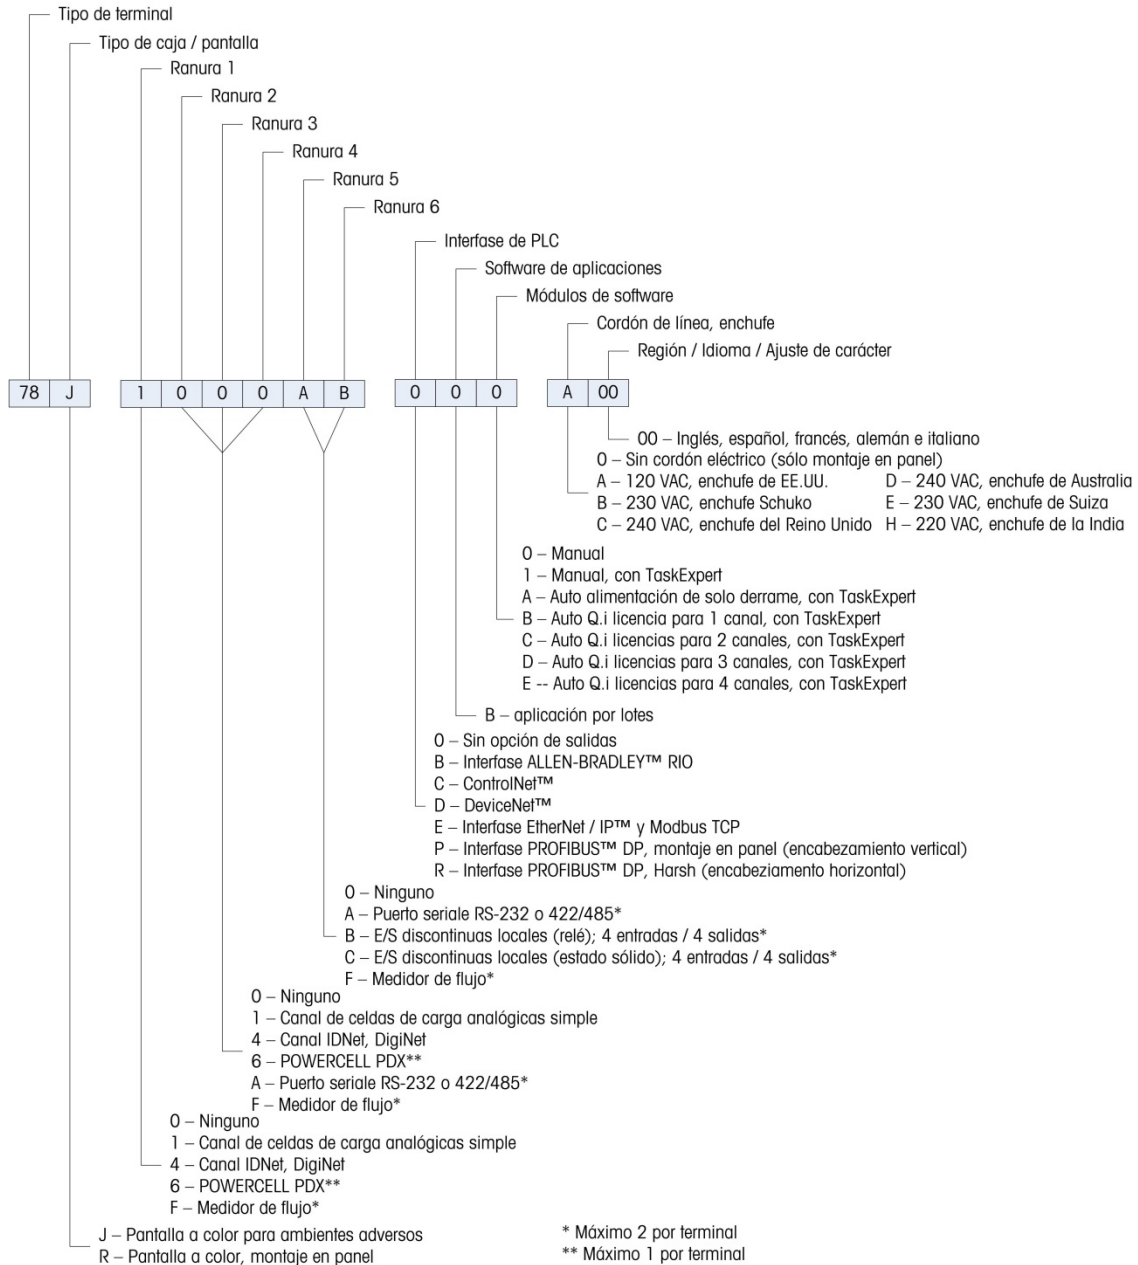 Tipo de terminal
Tipo de caja / pantalla
Ranura 1
Ranura 2
Ranura 3
Ranura 4
Ranura 5
Ranura 6
Interfase de PLC
Software de aplicaciones
Módulos de software
Cordón de línea, enchufe
Región / Idioma / Ajuste de carácter
78 J 1 0 0 0 A B 0 0 0 A 00
00 – Inglés, español, francés, alemán e italiano
0 – Sin cordón eléctrico (sólo montaje en panel)
A – 120 VAC, enchufe de EE.UU. D – 240 VAC, enchufe de Australia
B – 230 VAC, enchufe Schuko E – 230 VAC, enchufe de Suiza
C – 240 VAC, enchufe del Reino Unido H – 220 VAC, enchufe de la India
0 – Manual
1 – Manual, con TaskExpert
A – Auto alimentación de solo derrame, con TaskExpert
B – Auto Q.i licencia para 1 canal, con TaskExpert
C – Auto Q.i licencias para 2 canales, con TaskExpert
D – Auto Q.i licencias para 3 canales, con TaskExpert
E -- Auto Q.i licencias para 4 canales, con TaskExpert
B – aplicación por lotes
0 – Sin opción de salidas
B – Interfase ALLEN-BRADLEY™ RIO
C – ControlNet™
D – DeviceNet™
E – Interfase EtherNet / IP™ y Modbus TCP
P – Interfase PROFIBUS™ DP, montaje en panel (encabezamiento vertical)
R – Interfase PROFIBUS™ DP, Harsh (encabeziamento horizontal)
0 – Ninguno
A – Puerto seriale RS-232 o 422/485*
B – E/S discontinuas locales (relé); 4 entradas / 4 salidas*
C – E/S discontinuas locales (estado sólido); 4 entradas / 4 salidas*
F – Medidor de flujo*
0 – Ninguno
1 – Canal de celdas de carga analógicas simple
4 – Canal IDNet, DigiNet
6 – POWERCELL PDX**
A – Puerto seriale RS-232 o 422/485*
F – Medidor de flujo*
0 – Ninguno
1 – Canal de celdas de carga analógicas simple
4 – Canal IDNet, DigiNet
6 – POWERCELL PDX**
F – Medidor de flujo*
J – Pantalla a color para ambientes adversos
R – Pantalla a color, montaje en panel
* Máximo 2 por terminal
** Máximo 1 por terminal